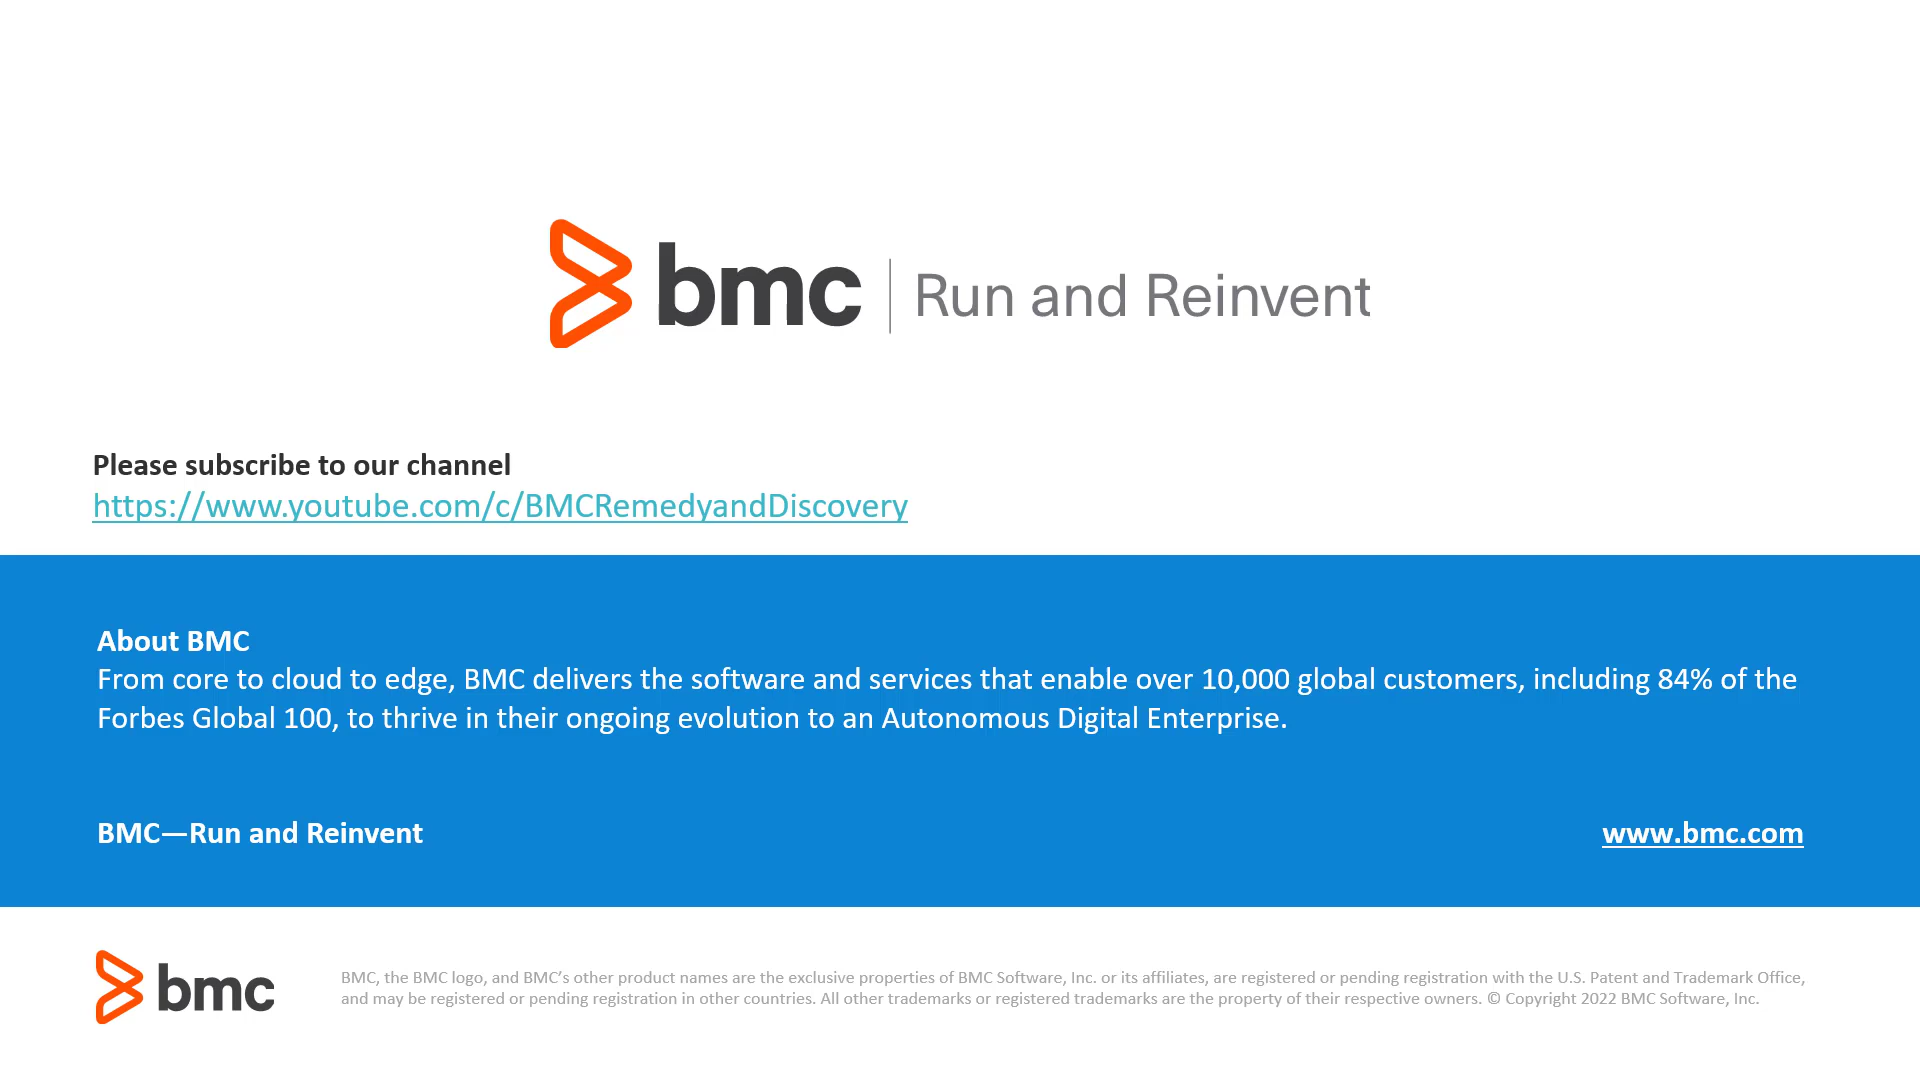 bmc | Run and Reinvent
Please subscribe to our channel
https://www.youtube.com/c/BMCRemedyandDiscovery
About BMC
From core to cloud to edge, BMC delivers the software and services that enable over 10,000 global customers, including 84% of the
Forbes Global 100, to thrive in their ongoing evolution to an Autonomous Digital Enterprise.
BMC—Run and Reinvent
www.bmc.com
bmc
BMC, the BMC logo, and BMC’s other product names are the exclusive properties of BMC Software, Inc. or its affiliates, are registered or pending registration with the U.S. Patent and Trademark Office,
and may be registered or pending registration in other countries. All other trademarks or registered trademarks are the property of their respective owners. © Copyright 2022 BMC Software, Inc.